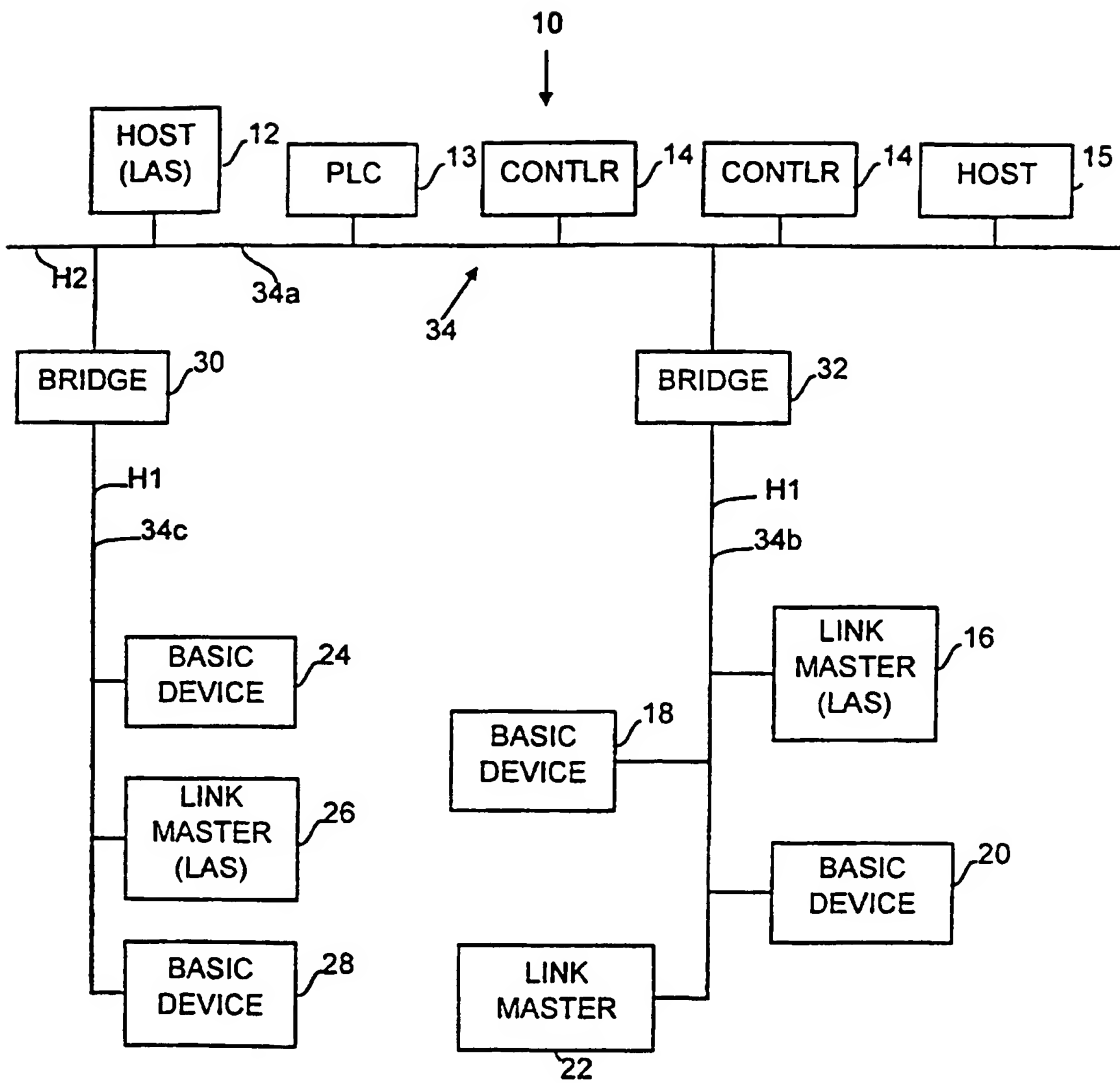 10
HOST
(LAS)
12
PLC
13
CONTLR
14
CONTLR
14
HOST
15
H2
34a
34
BRIDGE
30
BRIDGE
32
H1
34c
H1
34b
BASIC
DEVICE
24
LINK
MASTER
(LAS)
16
BASIC
DEVICE
18
LINK
MASTER
(LAS)
26
BASIC
DEVICE
20
BASIC
DEVICE
28
LINK
MASTER
22